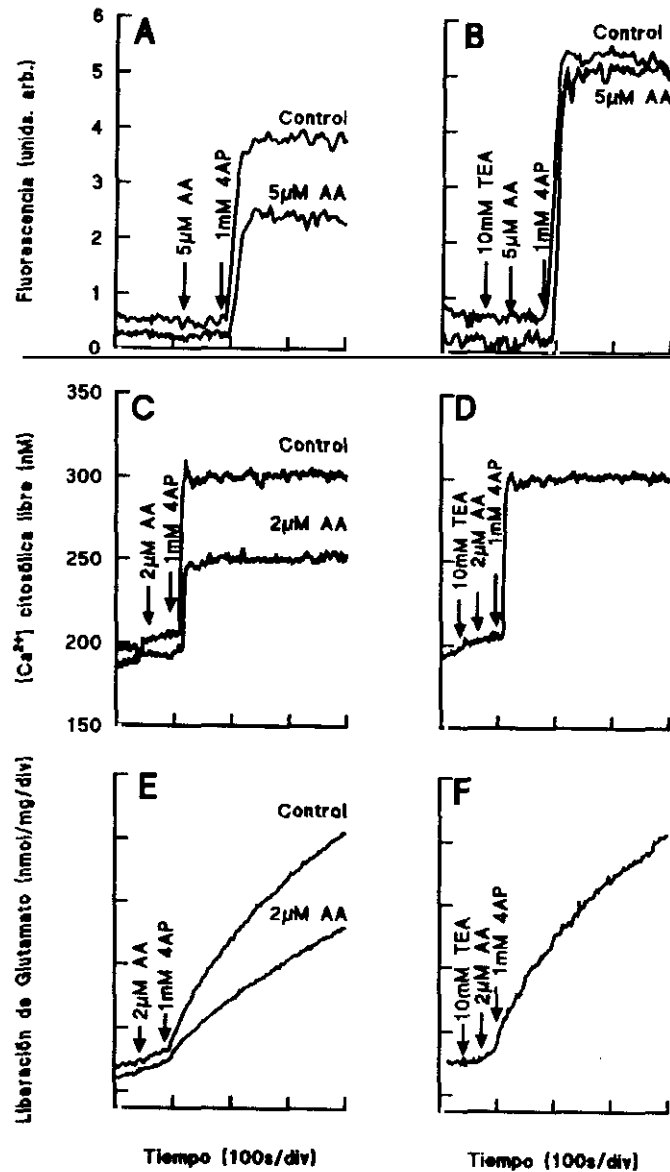 A
B
Fluorescencia (unids. arb.)
6
5
4
3
2
1
0
Control
5µM AA
5µM AA
1mM 4AP
Control
5µM AA
10mM TEA
5µM AA
1mM 4AP
C
D
[Ca²⁺] citosólica libre (nM)
350
300
250
200
150
Control
2µM AA
2µM AA
1mM 4AP
10mM TEA
2µM AA
1mM 4AP
E
F
Liberación de Glutamato (nmol/mg/div)
Control
2µM AA
2µM AA
1mM 4AP
10mM TEA
2µM AA
1mM 4AP
Tiempo (100s/div)
Tiempo (100s/div)